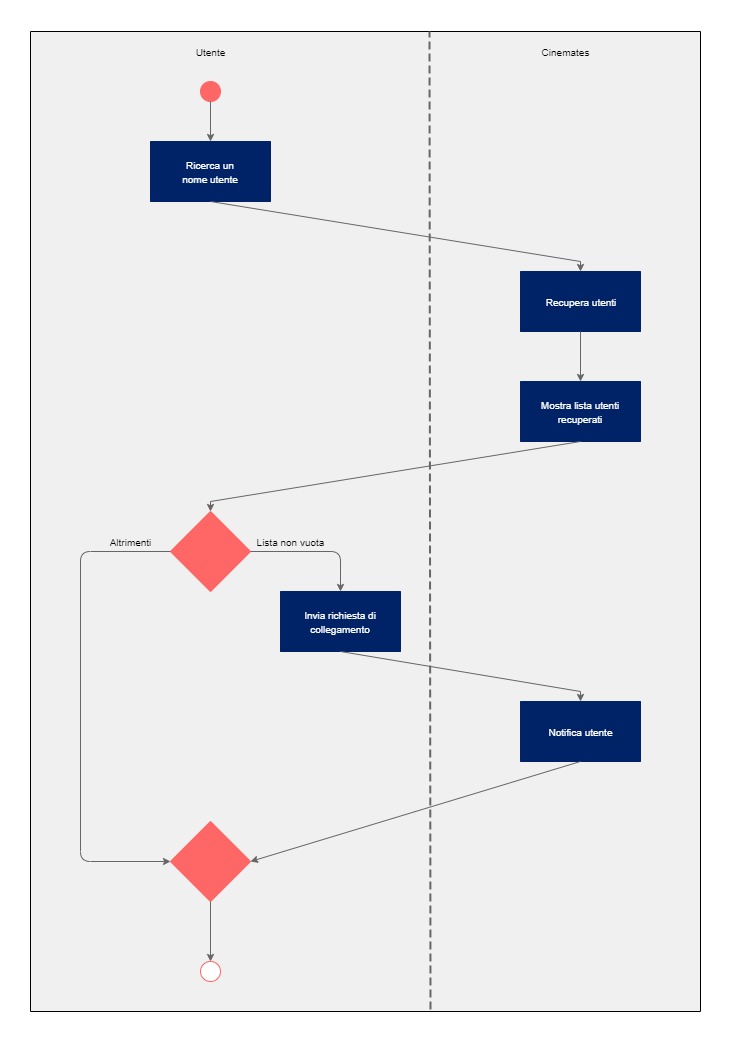 Utente
Cinemates
Ricerca un
nome utente
Recupera utenti
Mostra lista utenti
recuperati
Altrimenti
Lista non vuota
Invia richiesta di
collegamento
Notifica utente